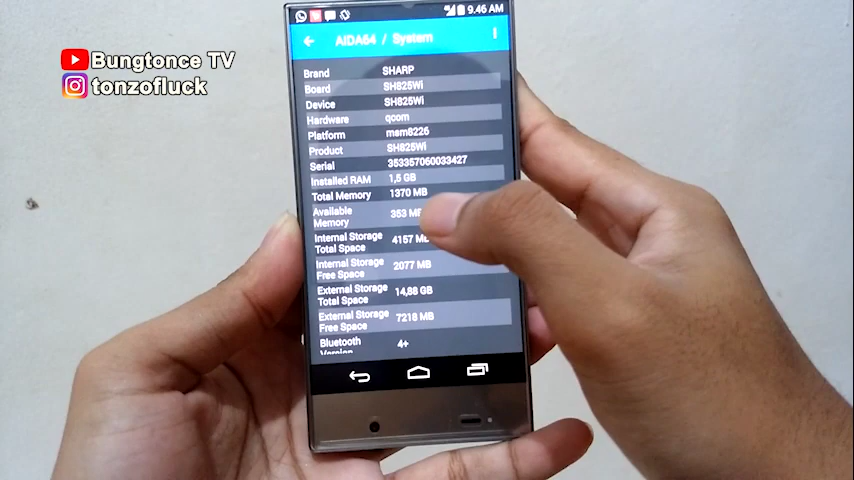 9.46 AM
Bungtonce TV
tonzofluck
AIDA64 / System
Brand SHARP
Board SH825Wi
Device SH825Wi
Hardware qcom
Platform msm8226
Product SH825Wi
Serial 353357060033427
Installed RAM 1,5 GB
Total Memory 1370 MB
Available
Memory 353 MB
Internal Storage
Total Space 4157 MB
Internal Storage
Free Space 2077 MB
External Storage
Total Space 14,88 GB
External Storage
Free Space 7218 MB
Bluetooth
Version 4+